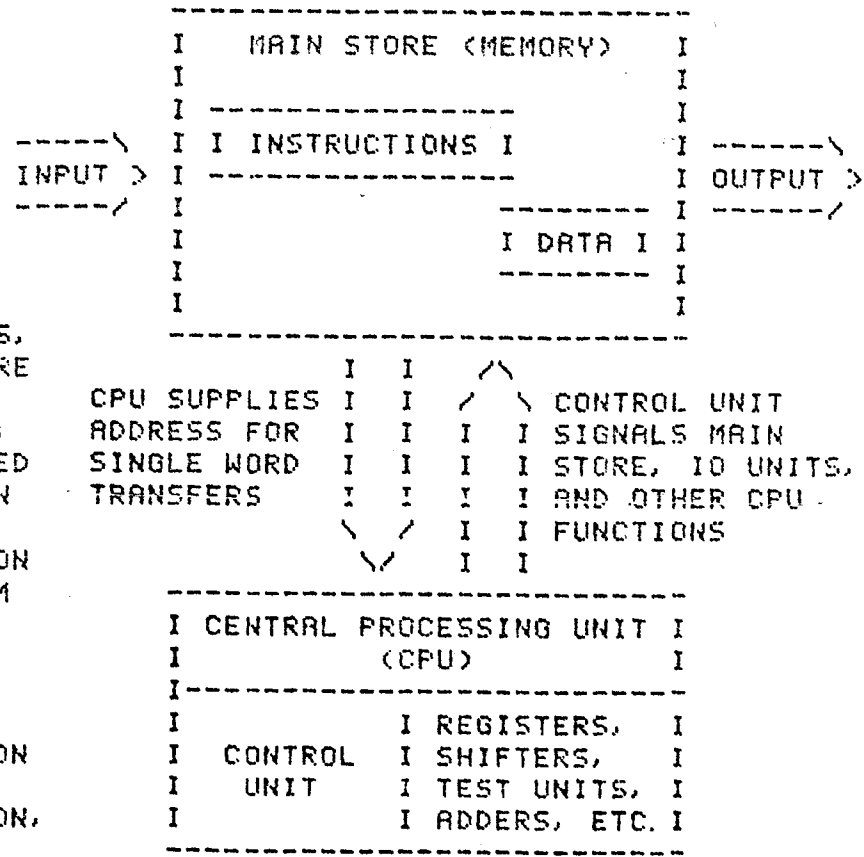 MAIN STORE (MEMORY)
INSTRUCTIONS
INPUT
OUTPUT
DATA
CPU SUPPLIES
ADDRESS FOR
SINGLE WORD
TRANSFERS
CONTROL UNIT
SIGNALS MAIN
STORE, IO UNITS,
AND OTHER CPU
FUNCTIONS
CENTRAL PROCESSING UNIT
(CPU)
CONTROL
UNIT
REGISTERS,
SHIFTERS,
TEST UNITS,
ADDERS, ETC.